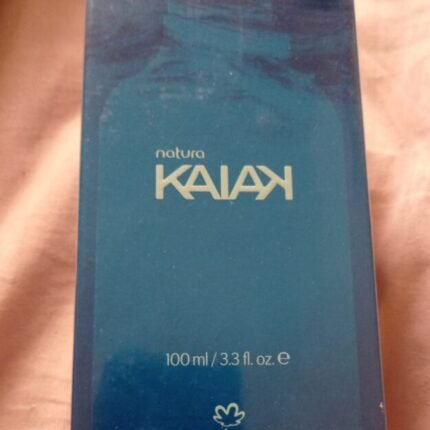 natura
KAIAK
100 ml / 3.3 fl. oz. ℮